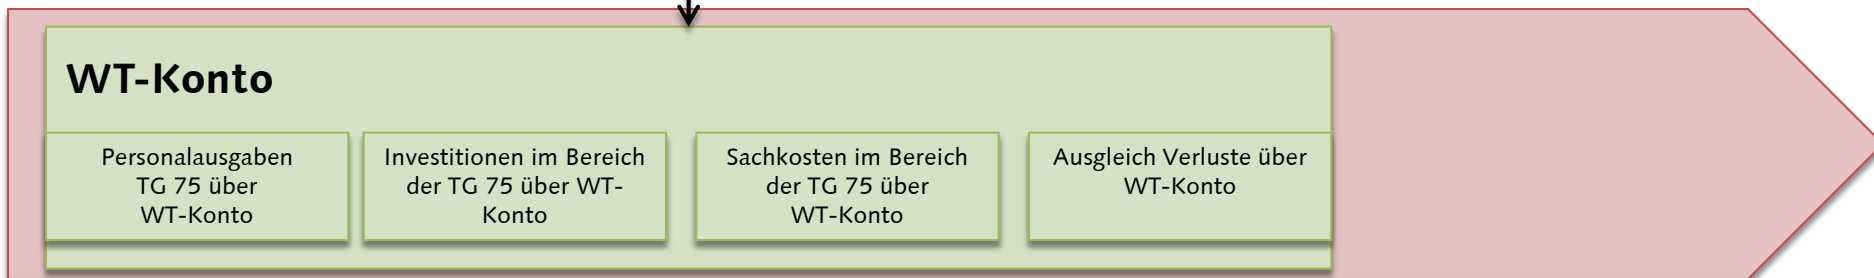 WT-Konto
Personalausgaben
TG 75 über
WT-Konto
Investitionen im Bereich
der TG 75 über WT-
Konto
Sachkosten im Bereich
der TG 75 über
WT-Konto
Ausgleich Verluste über
WT-Konto